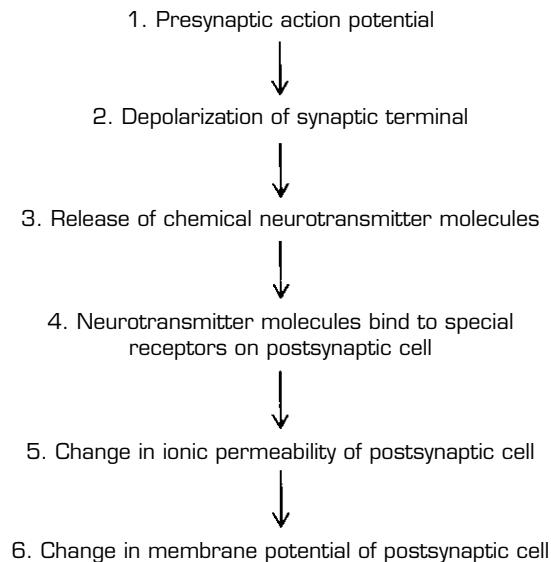 1. Presynaptic action potential
2. Depolarization of synaptic terminal
3. Release of chemical neurotransmitter molecules
4. Neurotransmitter molecules bind to special
receptors on postsynaptic cell
5. Change in ionic permeability of postsynaptic cell
6. Change in membrane potential of postsynaptic cell